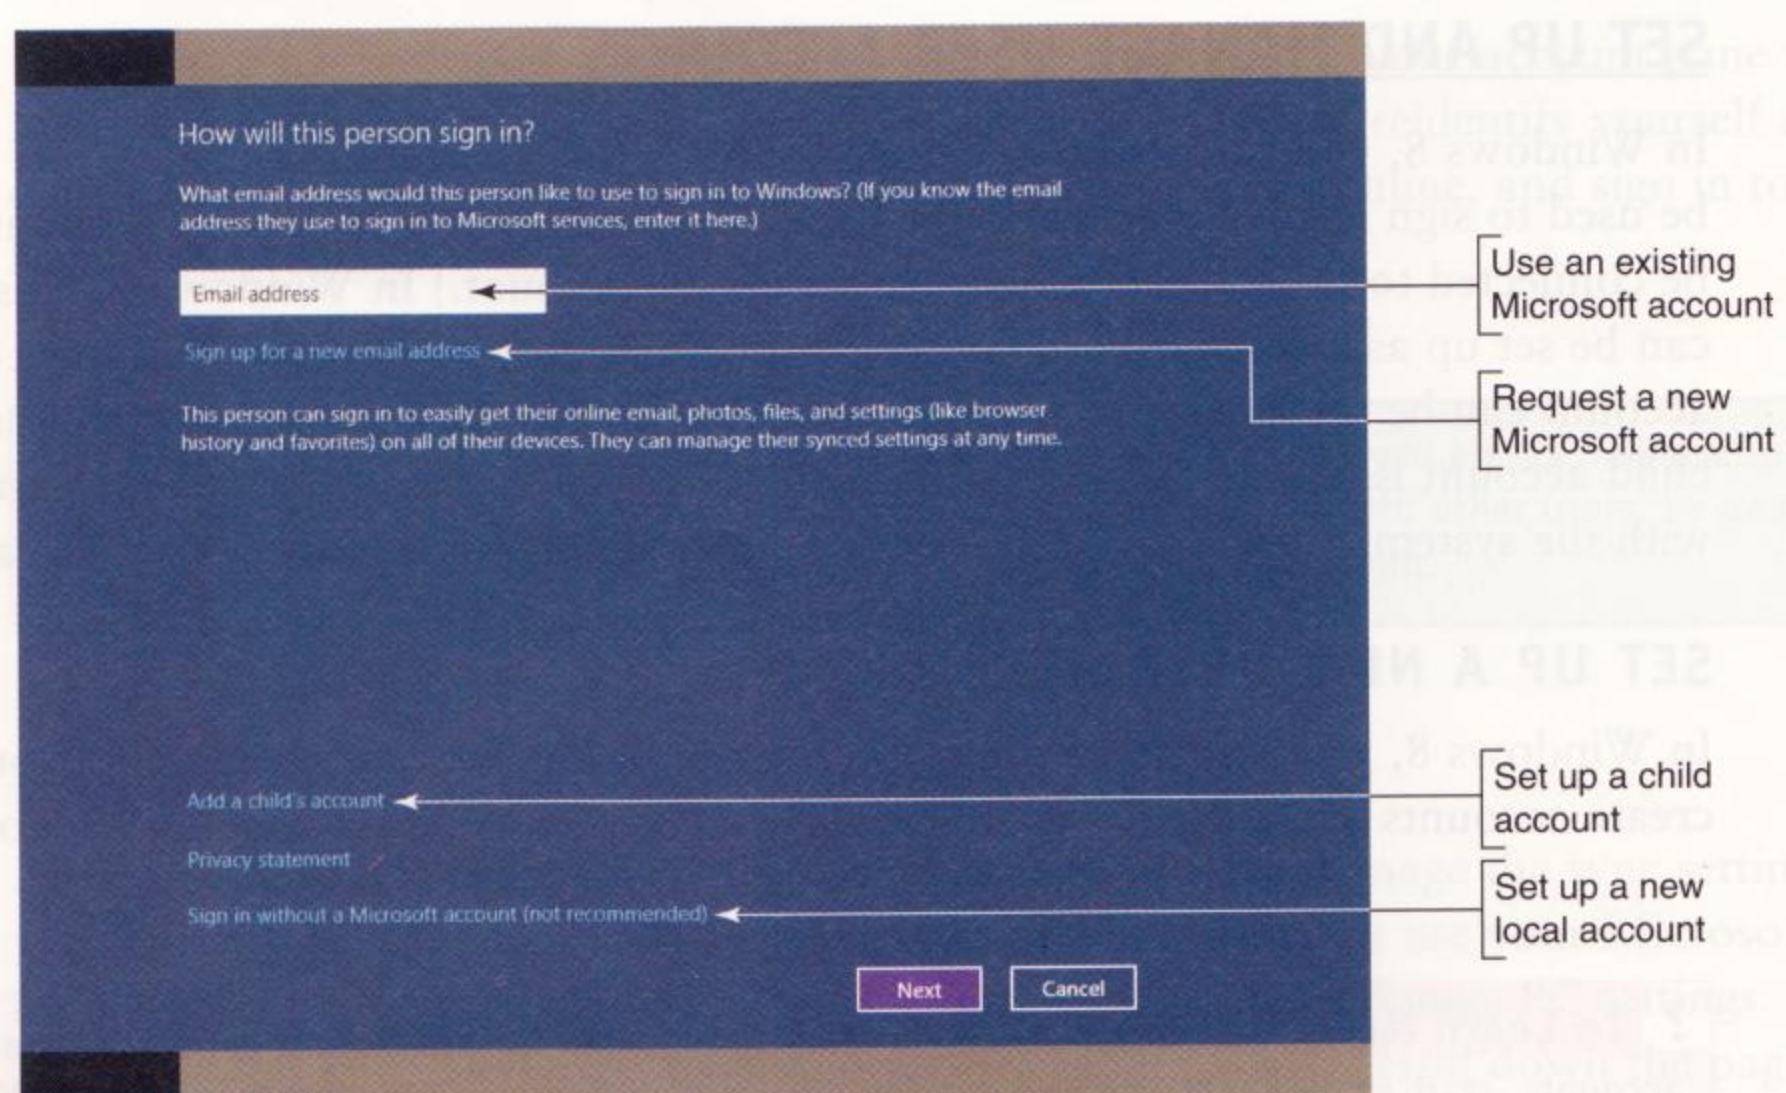 How will this person sign in?
What email address would this person like to use to sign in to Windows? (If you know the email
address they use to sign in to Microsoft services, enter it here.)
Email address
Sign up for a new email address
This person can sign in to easily get their online email, photos, files, and settings (like browser
history and favorites) on all of their devices. They can manage their synced settings at any time.
Add a child's account
Privacy statement
Sign in without a Microsoft account (not recommended)
Next
Cancel
Use an existing
Microsoft account
Request a new
Microsoft account
Set up a child
account
Set up a new
local account